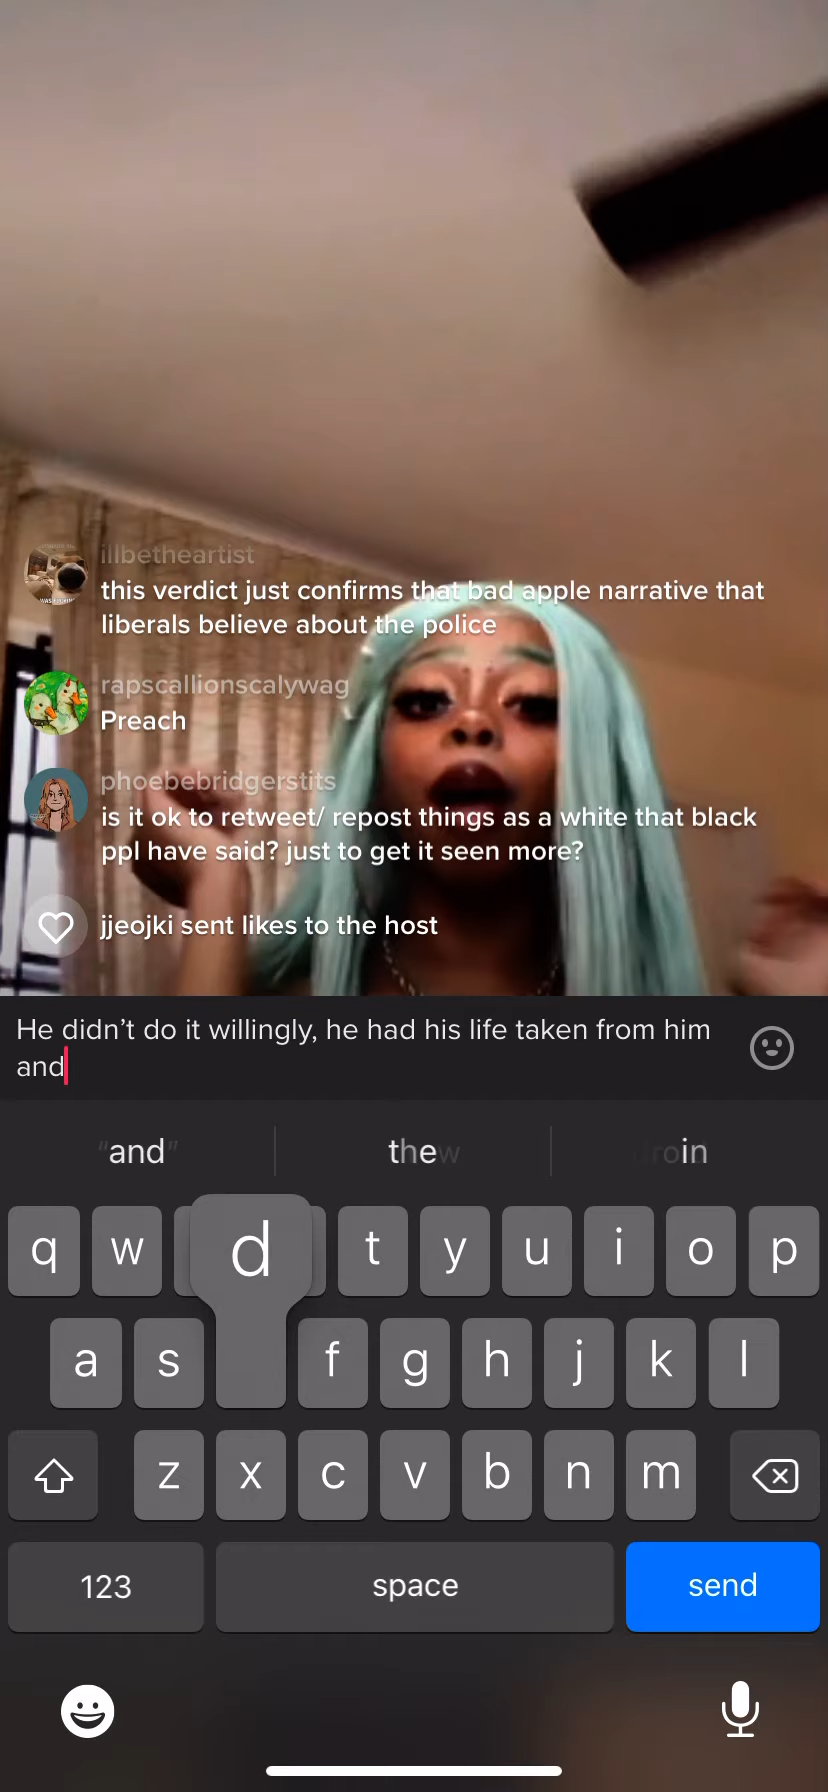 illbetheartist
this verdict just confirms that bad apple narrative that
liberals believe about the police
rapscallionscalywag
Preach
phoebebridgerstits
is it ok to retweet/ repost things as a white that black
ppl have said? just to get it seen more?
jjeojki sent likes to the host
He didn’t do it willingly, he had his life taken from him
and
“and” the in
q w d t y u i o p
a s f g h j k l
z x c v b n m
123 space send